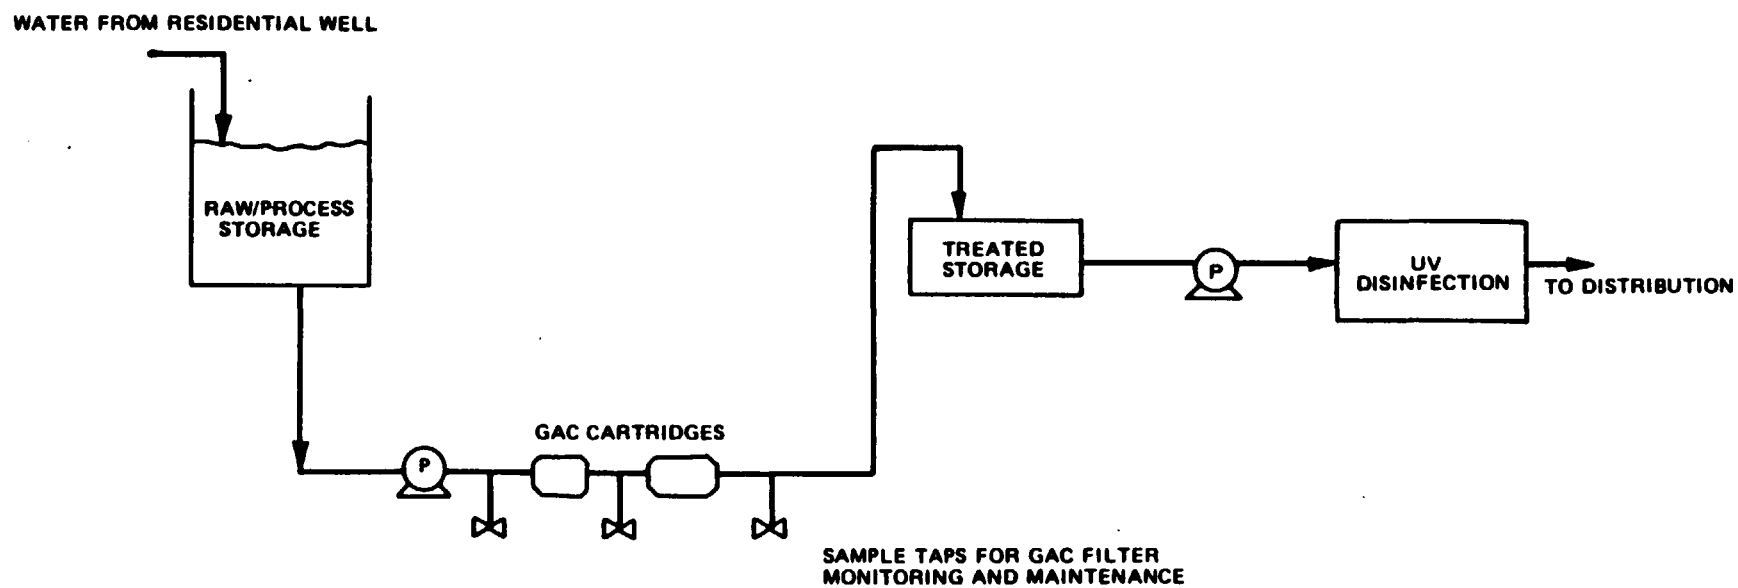 WATER FROM RESIDENTIAL WELL
RAW/PROCESS
STORAGE
P
GAC CARTRIDGES
TREATED
STORAGE
P
UV
DISINFECTION
TO DISTRIBUTION
SAMPLE TAPS FOR GAC FILTER
MONITORING AND MAINTENANCE